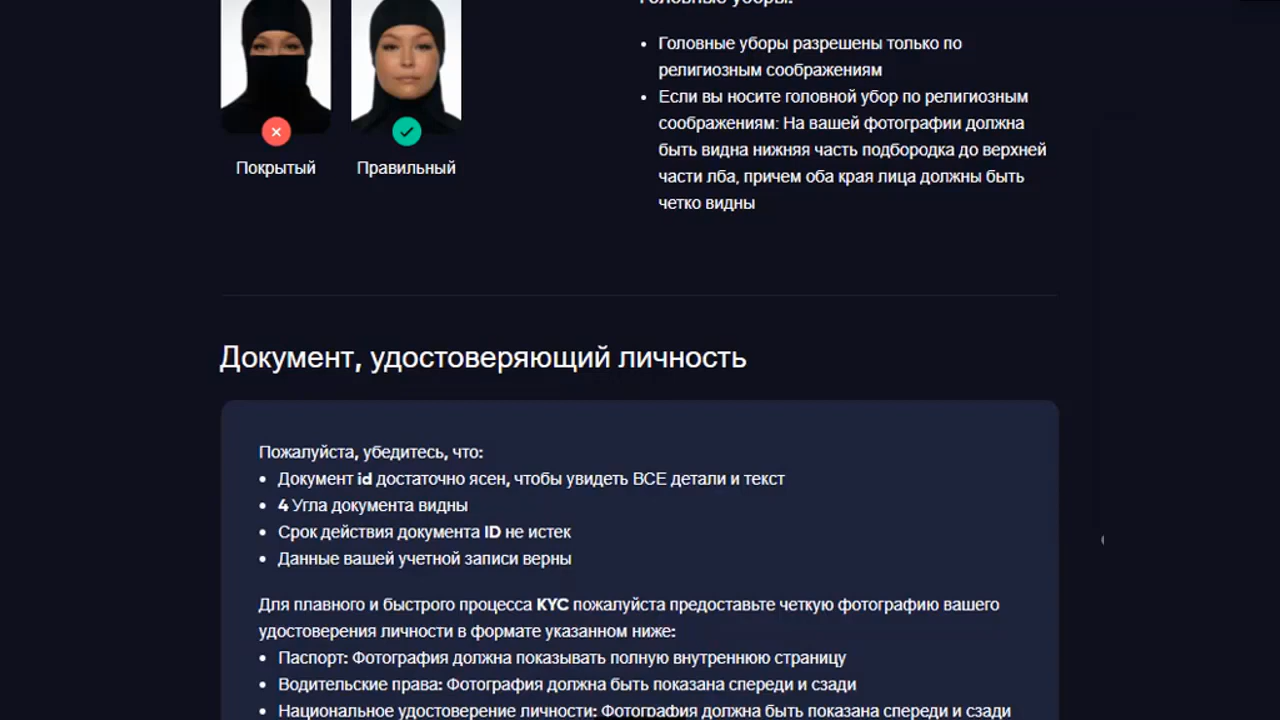 Головные уборы:
Головные уборы разрешены только по
религиозным соображениям
Если вы носите головной убор по религиозным
соображениям: На вашей фотографии должна
быть видна нижняя часть подбородка до верхней
части лба, причем оба края лица должны быть
четко видны
Покрытый
Правильный
Документ, удостоверяющий личность
Пожалуйста, убедитесь, что:
Документ id достаточно ясен, чтобы увидеть ВСЕ детали и текст
4 Угла документа видны
Срок действия документа ID не истек
Данные вашей учетной записи верны
Для плавного и быстрого процесса KYC пожалуйста предоставьте четкую фотографию вашего
удостоверения личности в формате указанном ниже:
Паспорт: Фотография должна показывать полную внутреннюю страницу
Водительские права: Фотография должна быть показана спереди и сзади
Национальное удостоверение личности: Фотография должна быть показана спереди и сзади